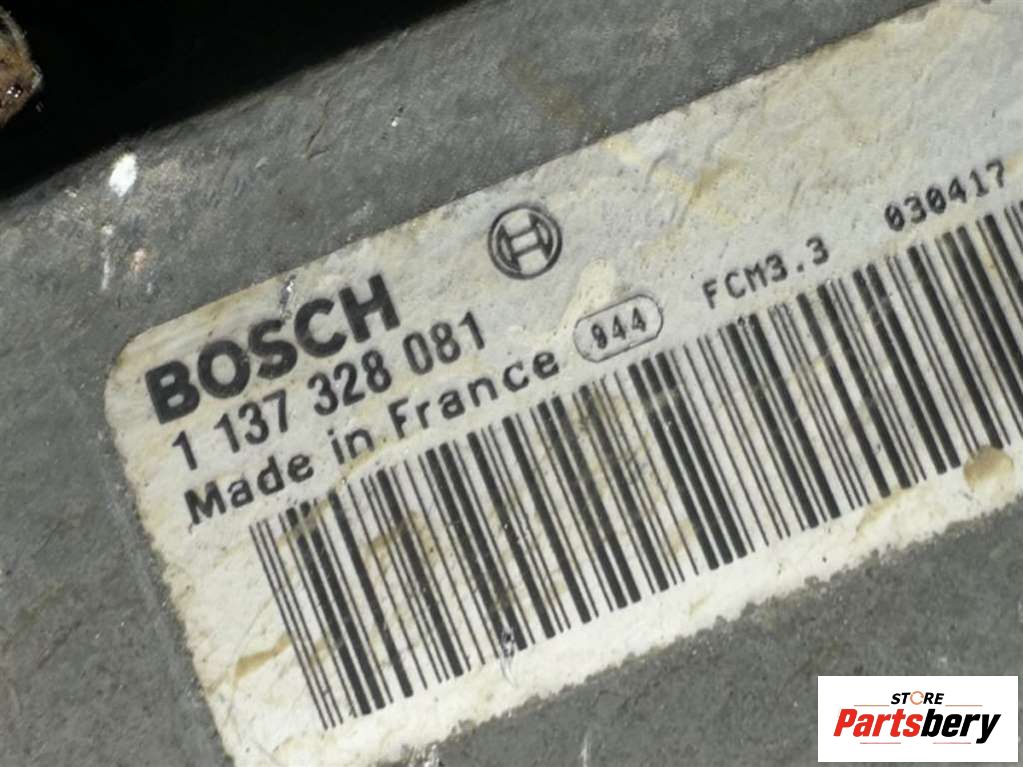 BOSCH
1 137 328 081
Made in France
944
FCM3.3
030417
STORE
Partsbery